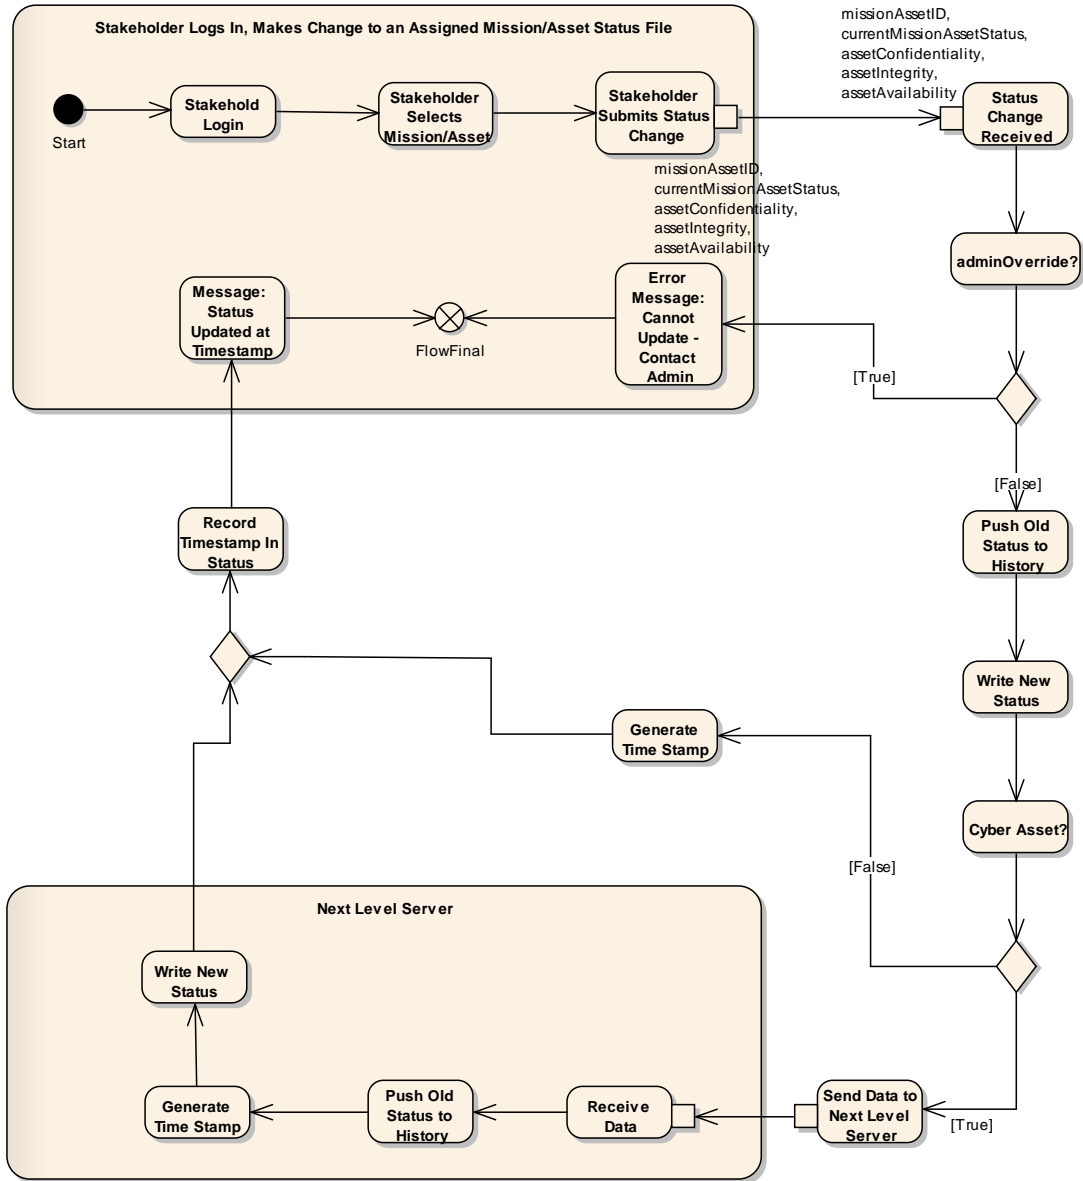 Stakeholder Logs In, Makes Change to an Assigned Mission/Asset Status File
Start
Stakehold
Login
Stakeholder
Selects
Mission/Asset
Stakeholder
Submits Status
Change
missionAssetID,
currentMissionAssetStatus,
assetConfidentiality,
assetIntegrity,
assetAvailability
missionAssetID,
currentMissionAssetStatus,
assetConfidentiality,
assetIntegrity,
assetAvailability
Status
Change
Received
adminOverride?
Message:
Status
Updated at
Timestamp
FlowFinal
Error
Message:
Cannot
Update -
Contact
Admin
[True]
[False]
Push Old
Status to
History
Record
Timestamp In
Status
Write New
Status
Generate
Time Stamp
Cyber Asset?
[False]
Next Level Server
Write New
Status
Generate
Time Stamp
Push Old
Status to
History
Receive
Data
Send Data to
Next Level
Server
[True]